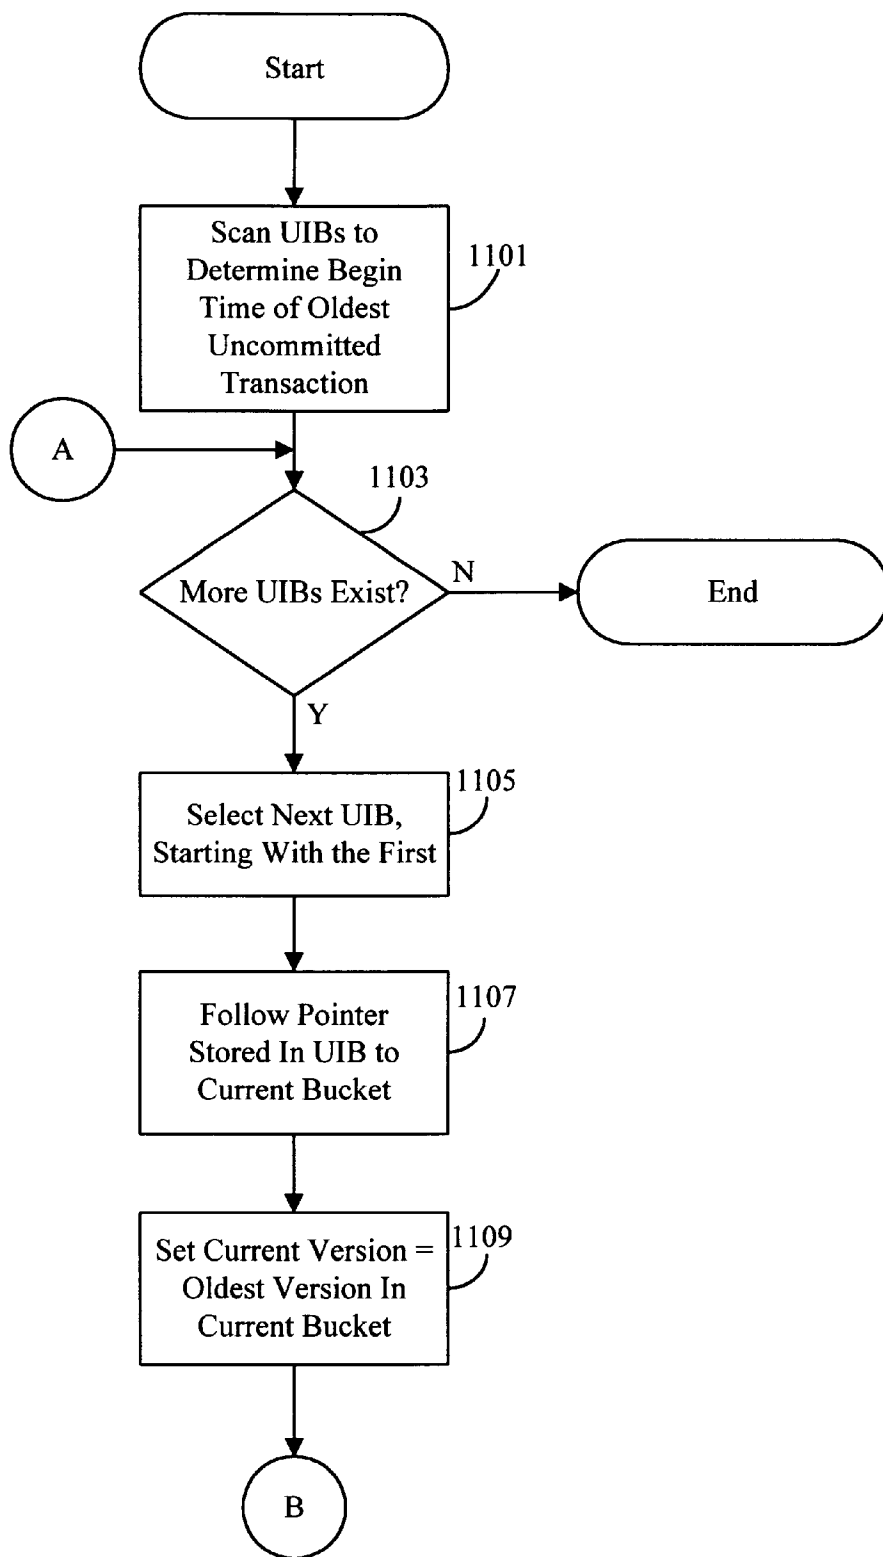 Start
Scan UIBs to
Determine Begin
Time of Oldest
Uncommitted
Transaction
1101
A
1103
More UIBs Exist?
N
End
Y
1105
Select Next UIB,
Starting With the First
1107
Follow Pointer
Stored In UIB to
Current Bucket
1109
Set Current Version =
Oldest Version In
Current Bucket
B